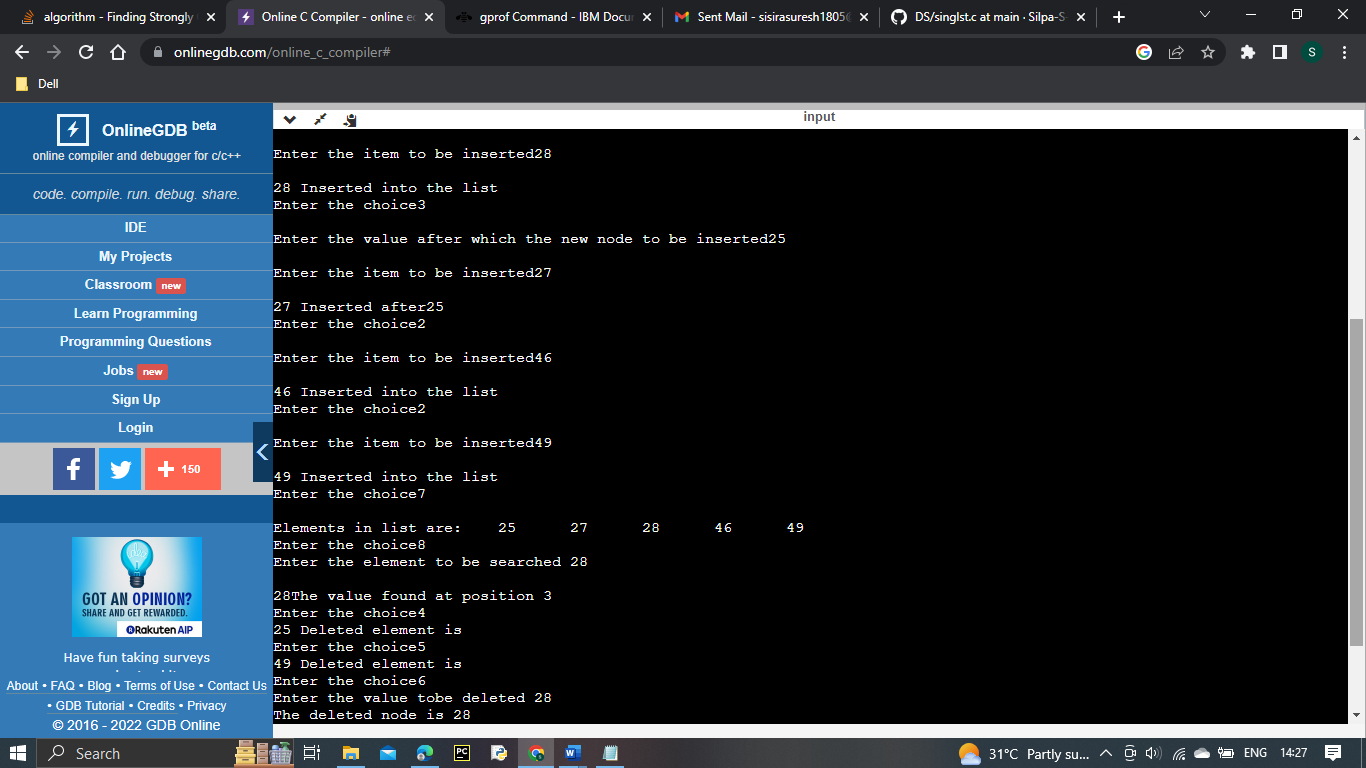 algorithm - Finding Strongly
Online C Compiler - online e
gprof Command - IBM Docu
Sent Mail - sisirasuresh1805
DS/singlst.c at main · Silpa-S
onlinegdb.com/online_c_compiler#
S
Dell
OnlineGDB beta
online compiler and debugger for c/c++
code. compile. run. debug. share.
IDE
My Projects
Classroom new
Learn Programming
Programming Questions
Jobs new
Sign Up
Login
f
+ 150
GOT AN OPINION?
SHARE AND GET REWARDED.
Rakuten AIP
Have fun taking surveys
About • FAQ • Blog • Terms of Use • Contact Us
• GDB Tutorial • Credits • Privacy
© 2016 - 2022 GDB Online
input
Enter the item to be inserted28
28 Inserted into the list
Enter the choice3
Enter the value after which the new node to be inserted25
Enter the item to be inserted27
27 Inserted after25
Enter the choice2
Enter the item to be inserted46
46 Inserted into the list
Enter the choice2
Enter the item to be inserted49
49 Inserted into the list
Enter the choice7
Elements in list are: 25 27 28 46 49
Enter the choice8
Enter the element to be searched 28
28The value found at position 3
Enter the choice4
25 Deleted element is
Enter the choice5
49 Deleted element is
Enter the choice6
Enter the value tobe deleted 28
The deleted node is 28
Search
PC
W
31°C Partly su...
ENG
14:27